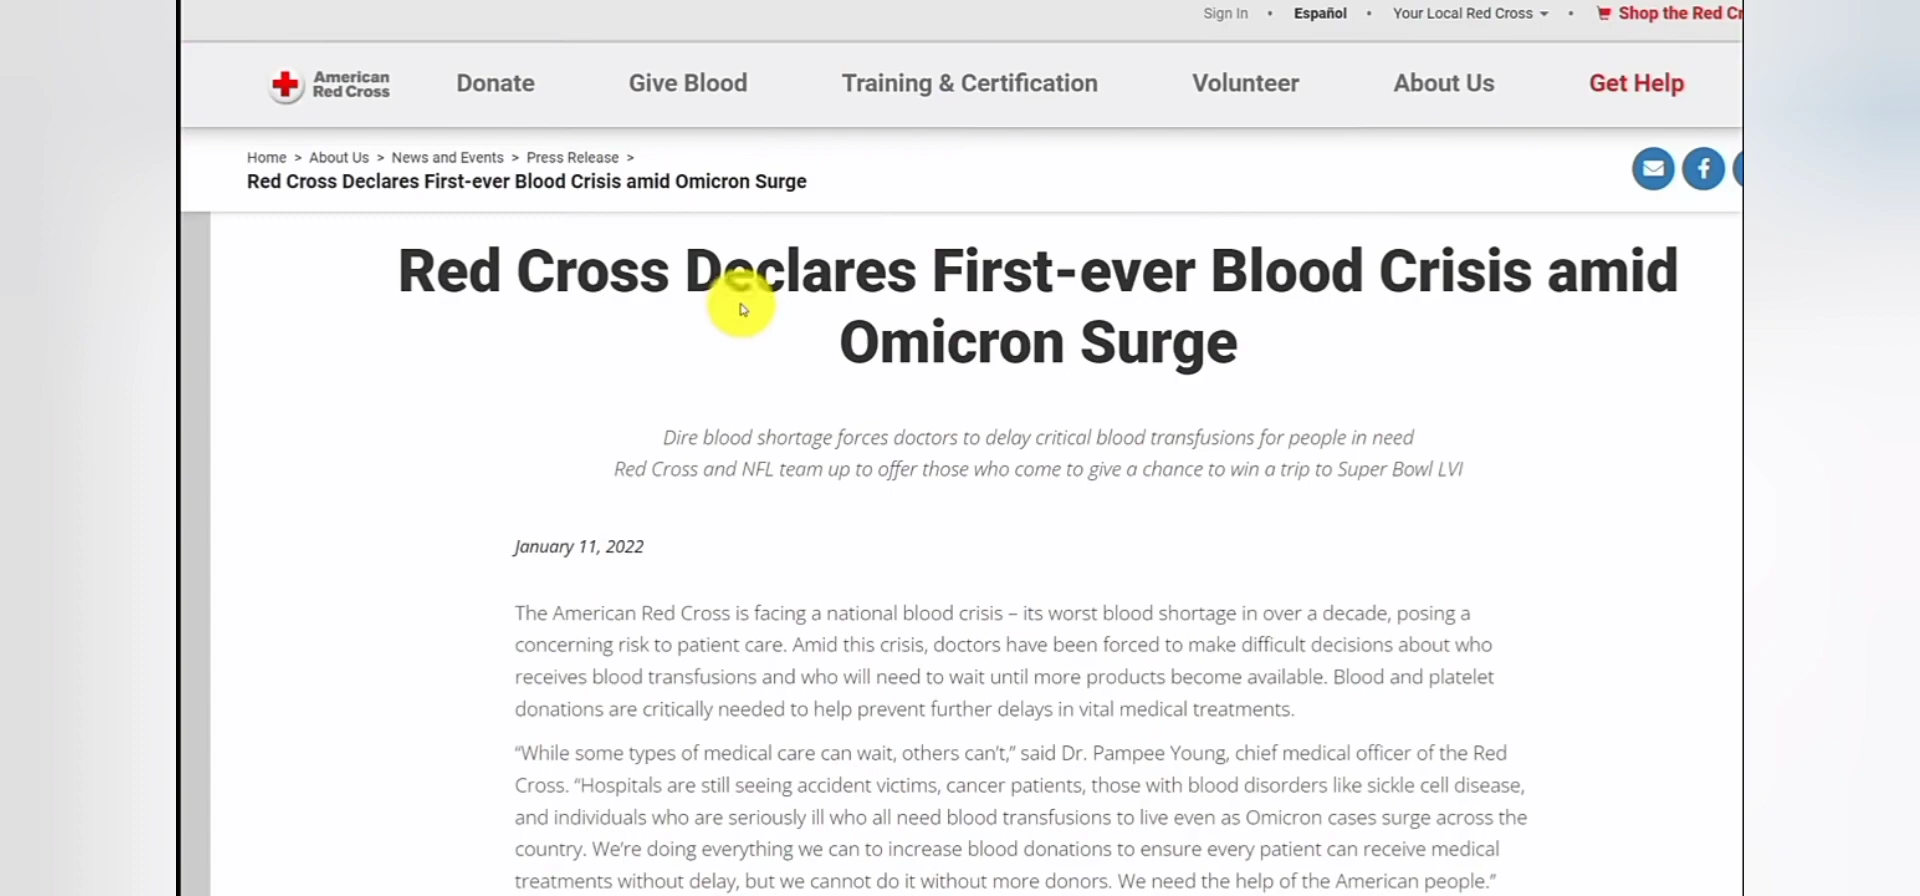 Sign In • Español • Your Local Red Cross • Shop the Red
American Red Cross Donate Give Blood Training & Certification Volunteer About Us Get Help
Home > About Us > News and Events > Press Release >
Red Cross Declares First-ever Blood Crisis amid Omicron Surge
Red Cross Declares First-ever Blood Crisis amid
Omicron Surge
Dire blood shortage forces doctors to delay critical blood transfusions for people in need
Red Cross and NFL team up to offer those who come to give a chance to win a trip to Super Bowl LVI
January 11, 2022
The American Red Cross is facing a national blood crisis – its worst blood shortage in over a decade, posing a
concerning risk to patient care. Amid this crisis, doctors have been forced to make difficult decisions about who
receives blood transfusions and who will need to wait until more products become available. Blood and platelet
donations are critically needed to help prevent further delays in vital medical treatments.
“While some types of medical care can wait, others can’t,” said Dr. Pampee Young, chief medical officer of the Red
Cross. “Hospitals are still seeing accident victims, cancer patients, those with blood disorders like sickle cell disease,
and individuals who are seriously ill who all need blood transfusions to live even as Omicron cases surge across the
country. We’re doing everything we can to increase blood donations to ensure every patient can receive medical
treatments without delay, but we cannot do it without more donors. We need the help of the American people.”